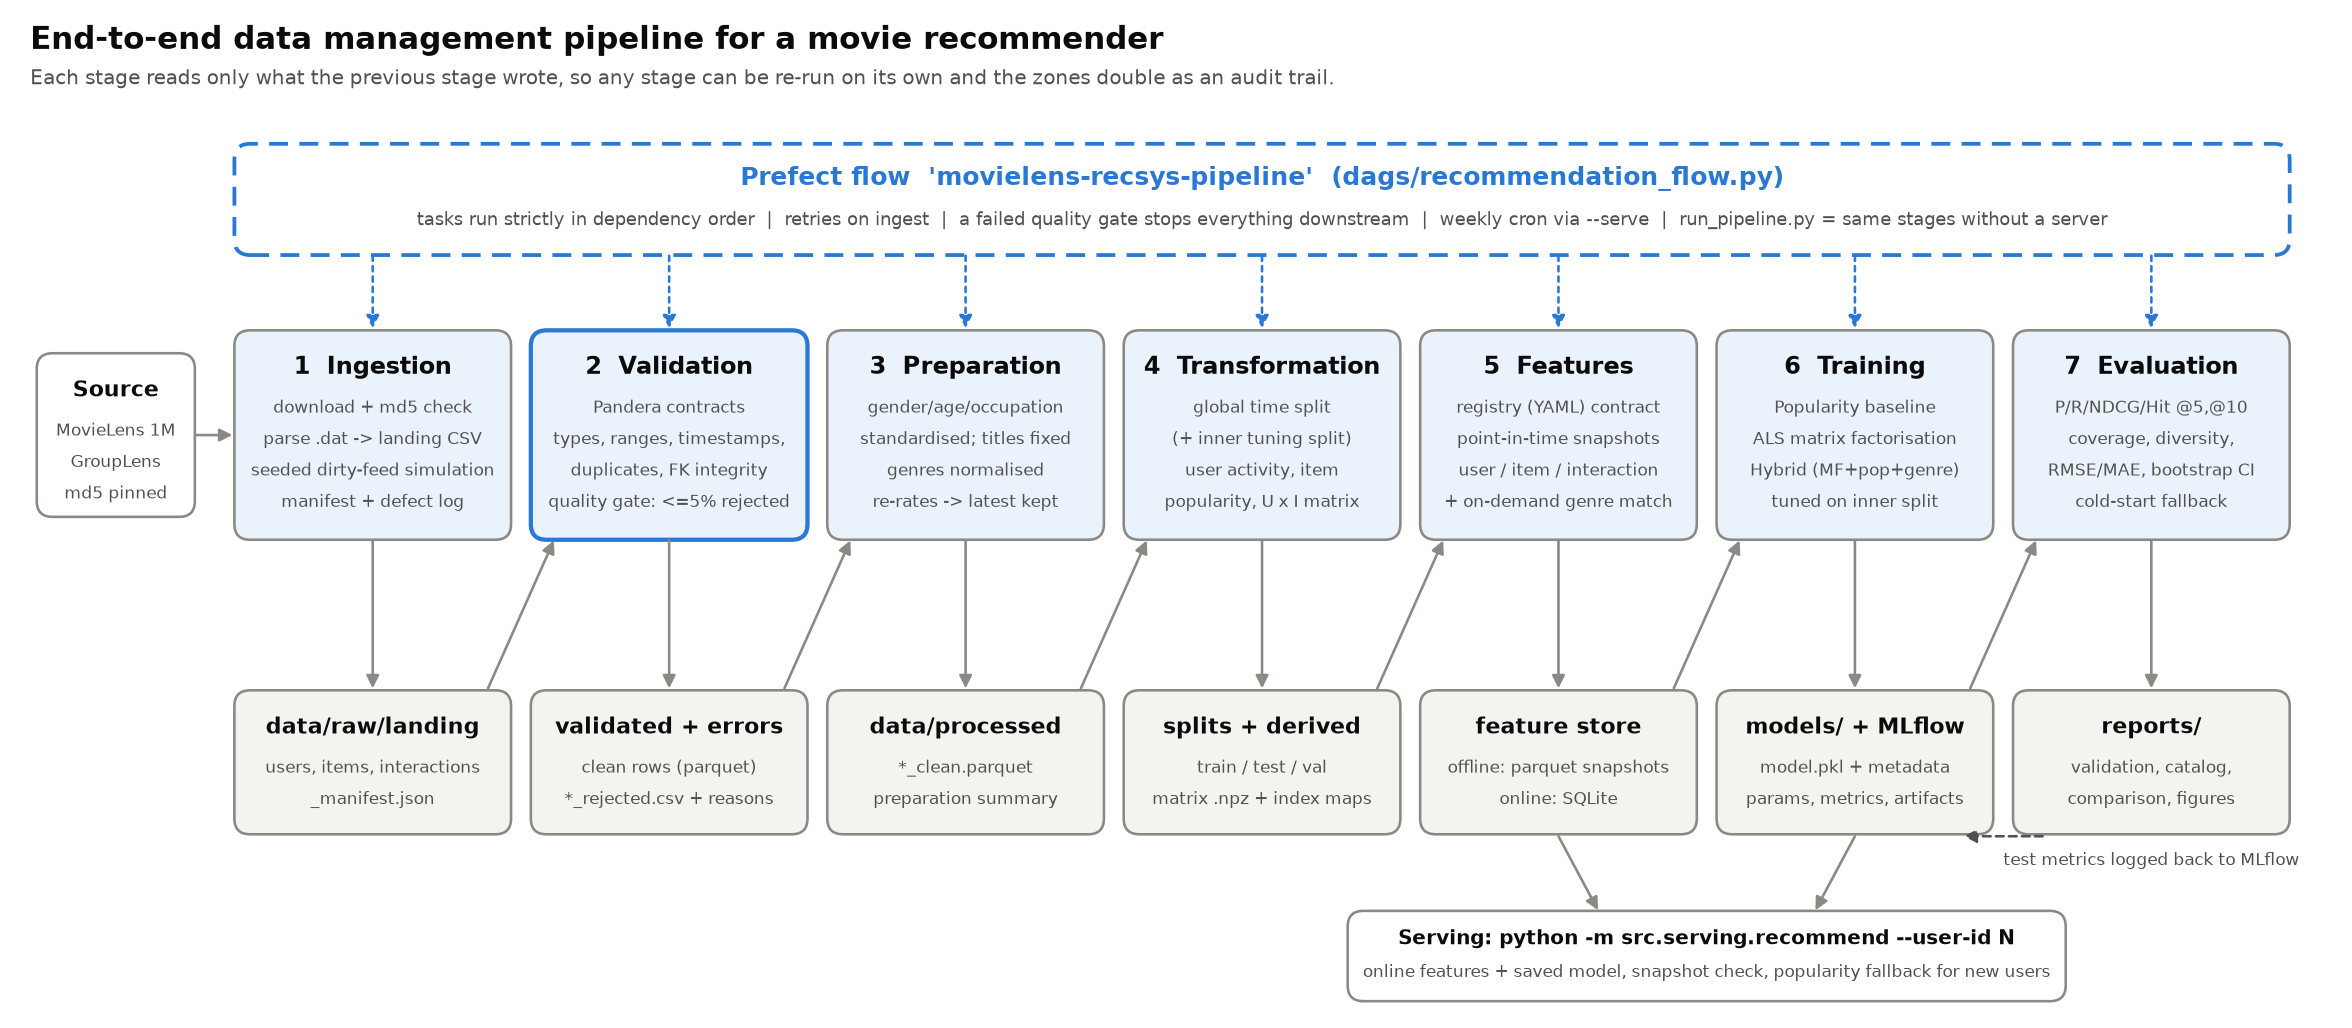 End-to-end data management pipeline for a movie recommender
Each stage reads only what the previous stage wrote, so any stage can be re-run on its own and the zones double as an audit trail.
Prefect flow 'movielens-recsys-pipeline' (dags/recommendation_flow.py)
tasks run strictly in dependency order | retries on ingest | a failed quality gate stops everything downstream | weekly cron via --serve | run_pipeline.py = same stages without a server
Source
MovieLens 1M
GroupLens
md5 pinned
1 Ingestion
download + md5 check
parse .dat -> landing CSV
seeded dirty-feed simulation
manifest + defect log
2 Validation
Pandera contracts
types, ranges, timestamps,
duplicates, FK integrity
quality gate: <=5% rejected
3 Preparation
gender/age/occupation
standardised; titles fixed
genres normalised
re-rates -> latest kept
4 Transformation
global time split
(+ inner tuning split)
user activity, item
popularity, U x I matrix
5 Features
registry (YAML) contract
point-in-time snapshots
user / item / interaction
+ on-demand genre match
6 Training
Popularity baseline
ALS matrix factorisation
Hybrid (MF+pop+genre)
tuned on inner split
7 Evaluation
P/R/NDCG/Hit @5,@10
coverage, diversity,
RMSE/MAE, bootstrap CI
cold-start fallback
data/raw/landing
users, items, interactions
_manifest.json
validated + errors
clean rows (parquet)
*_rejected.csv + reasons
data/processed
*_clean.parquet
preparation summary
splits + derived
train / test / val
matrix .npz + index maps
feature store
offline: parquet snapshots
online: SQLite
models/ + MLflow
model.pkl + metadata
params, metrics, artifacts
reports/
validation, catalog,
comparison, figures
test metrics logged back to MLflow
Serving: python -m src.serving.recommend --user-id N
online features + saved model, snapshot check, popularity fallback for new users